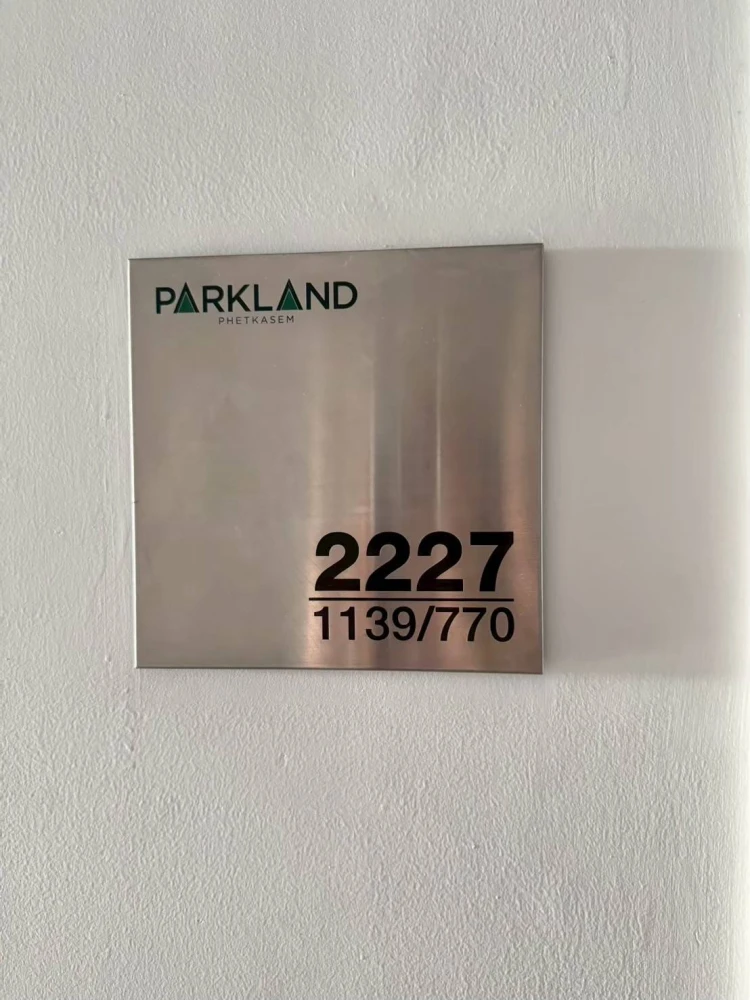 PARKLAND
PHETKASEM
2227
1139/770